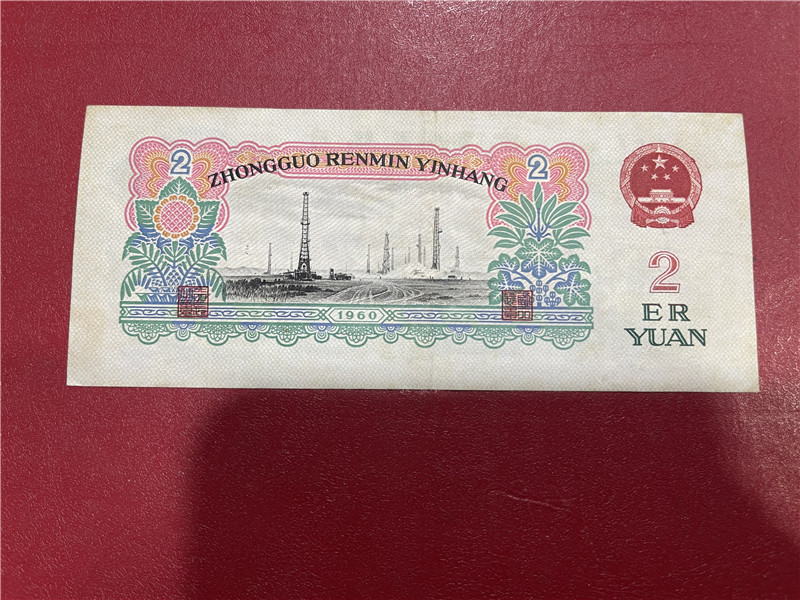 2
2
ZHONGGUO RENMIN YINHANG
1960
2
ER
YUAN